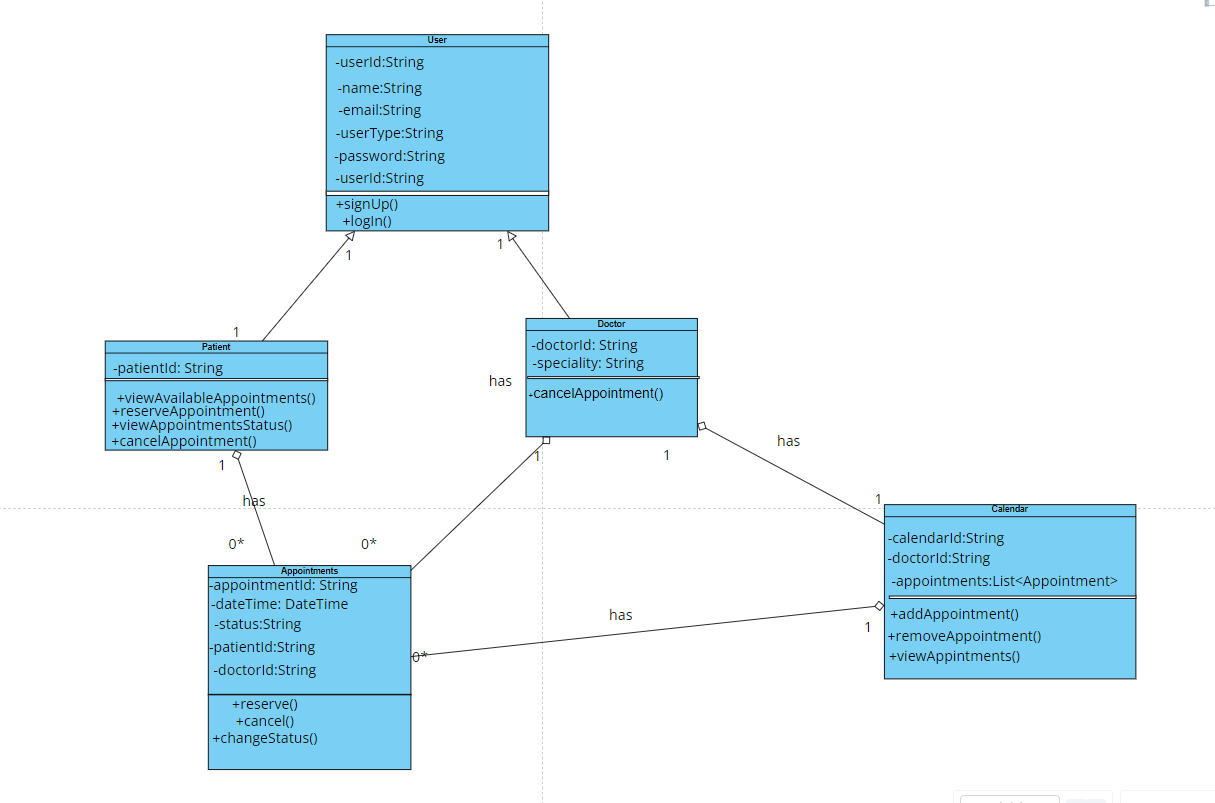 User
-userId:String
-name:String
-email:String
-userType:String
-password:String
-userId:String
+signUp()
+logIn()
1
1
1
Patient
-patientId: String
+viewAvailableAppointments()
+reserveAppointment()
+viewAppointmentsStatus()
+cancelAppointment()
Doctor
-doctorId: String
-speciality: String
+cancelAppointment()
has
1
has
0*
1
1
0*
has
1
Calendar
-calendarId:String
-doctorId:String
-appointments:List<Appointment>
+addAppointment()
+removeAppointment()
+viewAppintments()
Appointments
-appointmentId: String
-dateTime: DateTime
-status:String
-patientId:String
-doctorId:String
+reserve()
+cancel()
+changeStatus()
0*
has
1